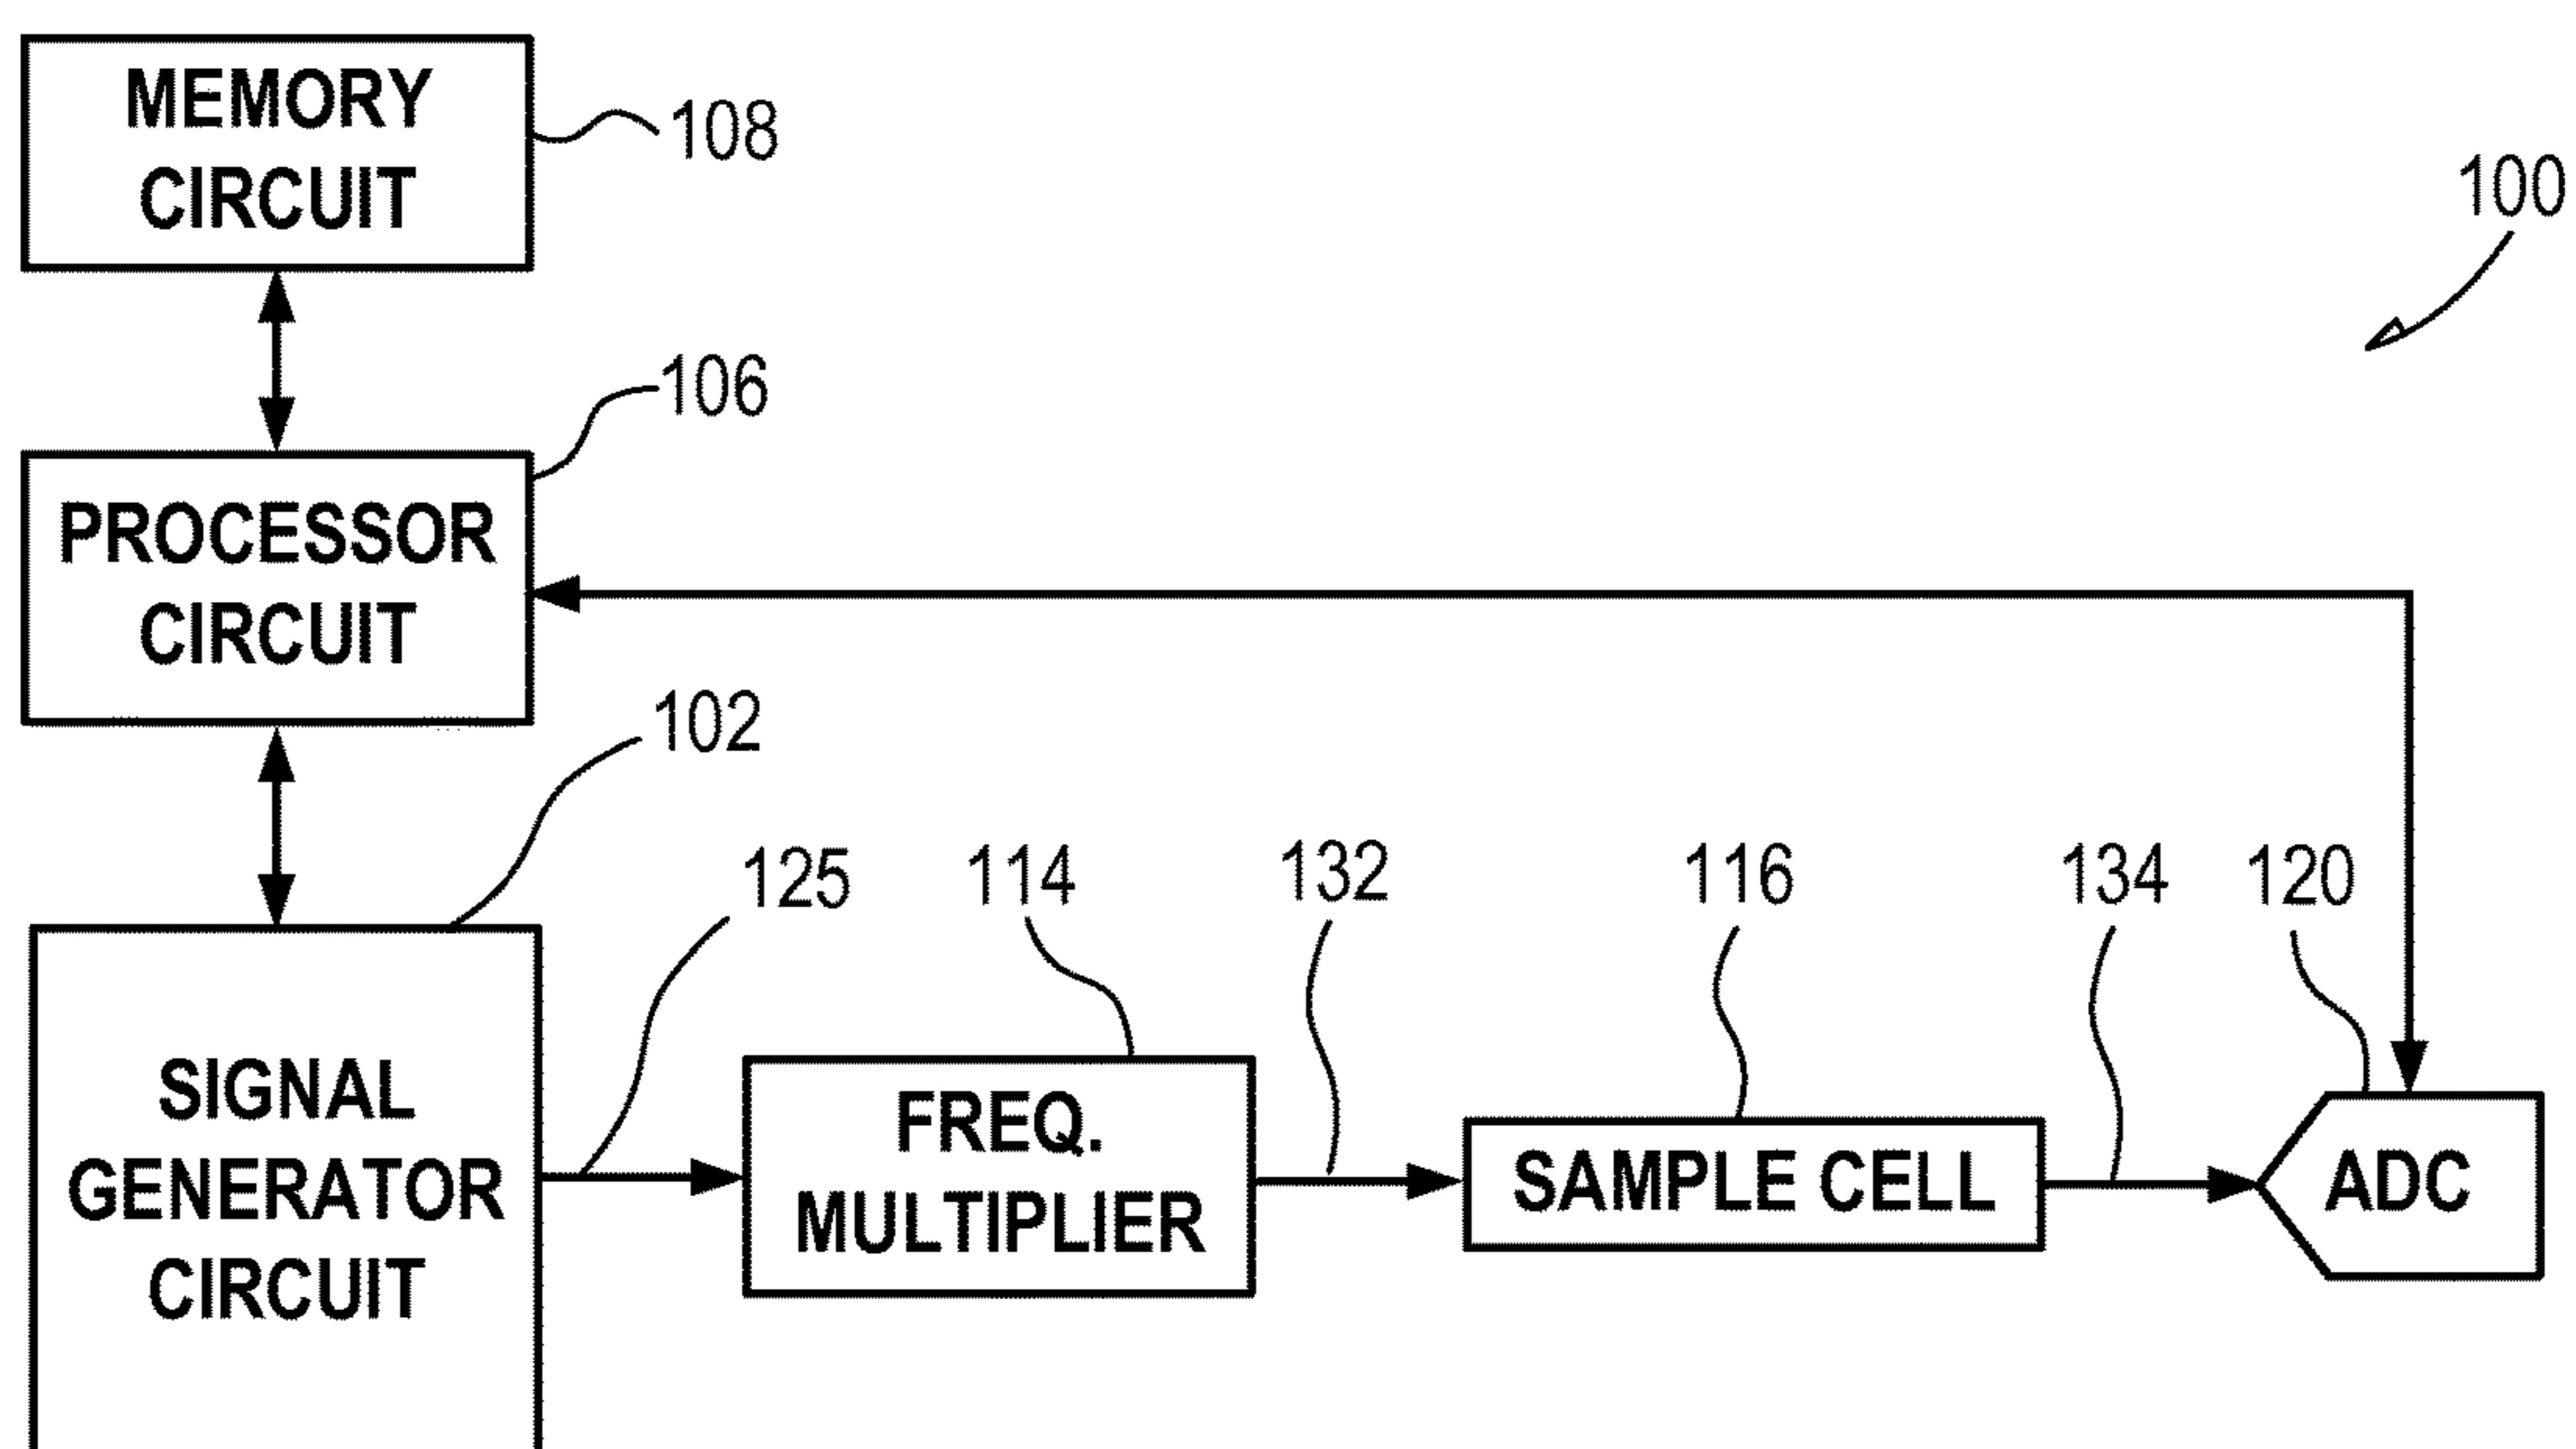 MEMORY
CIRCUIT
108
100
106
PROCESSOR
CIRCUIT
102
125
114
132
116
134
120
SIGNAL
GENERATOR
CIRCUIT
FREQ.
MULTIPLIER
SAMPLE CELL
ADC